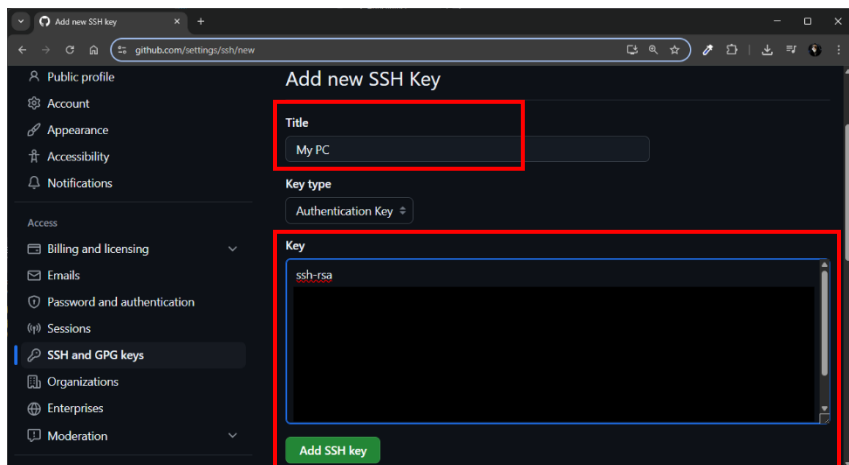 Add new SSH key
github.com/settings/ssh/new
Public profile
Account
Appearance
Accessibility
Notifications
Access
Billing and licensing
Emails
Password and authentication
Sessions
SSH and GPG keys
Organizations
Enterprises
Moderation
Add new SSH Key
Title
My PC
Key type
Authentication Key
Key
ssh-rsa
Add SSH key